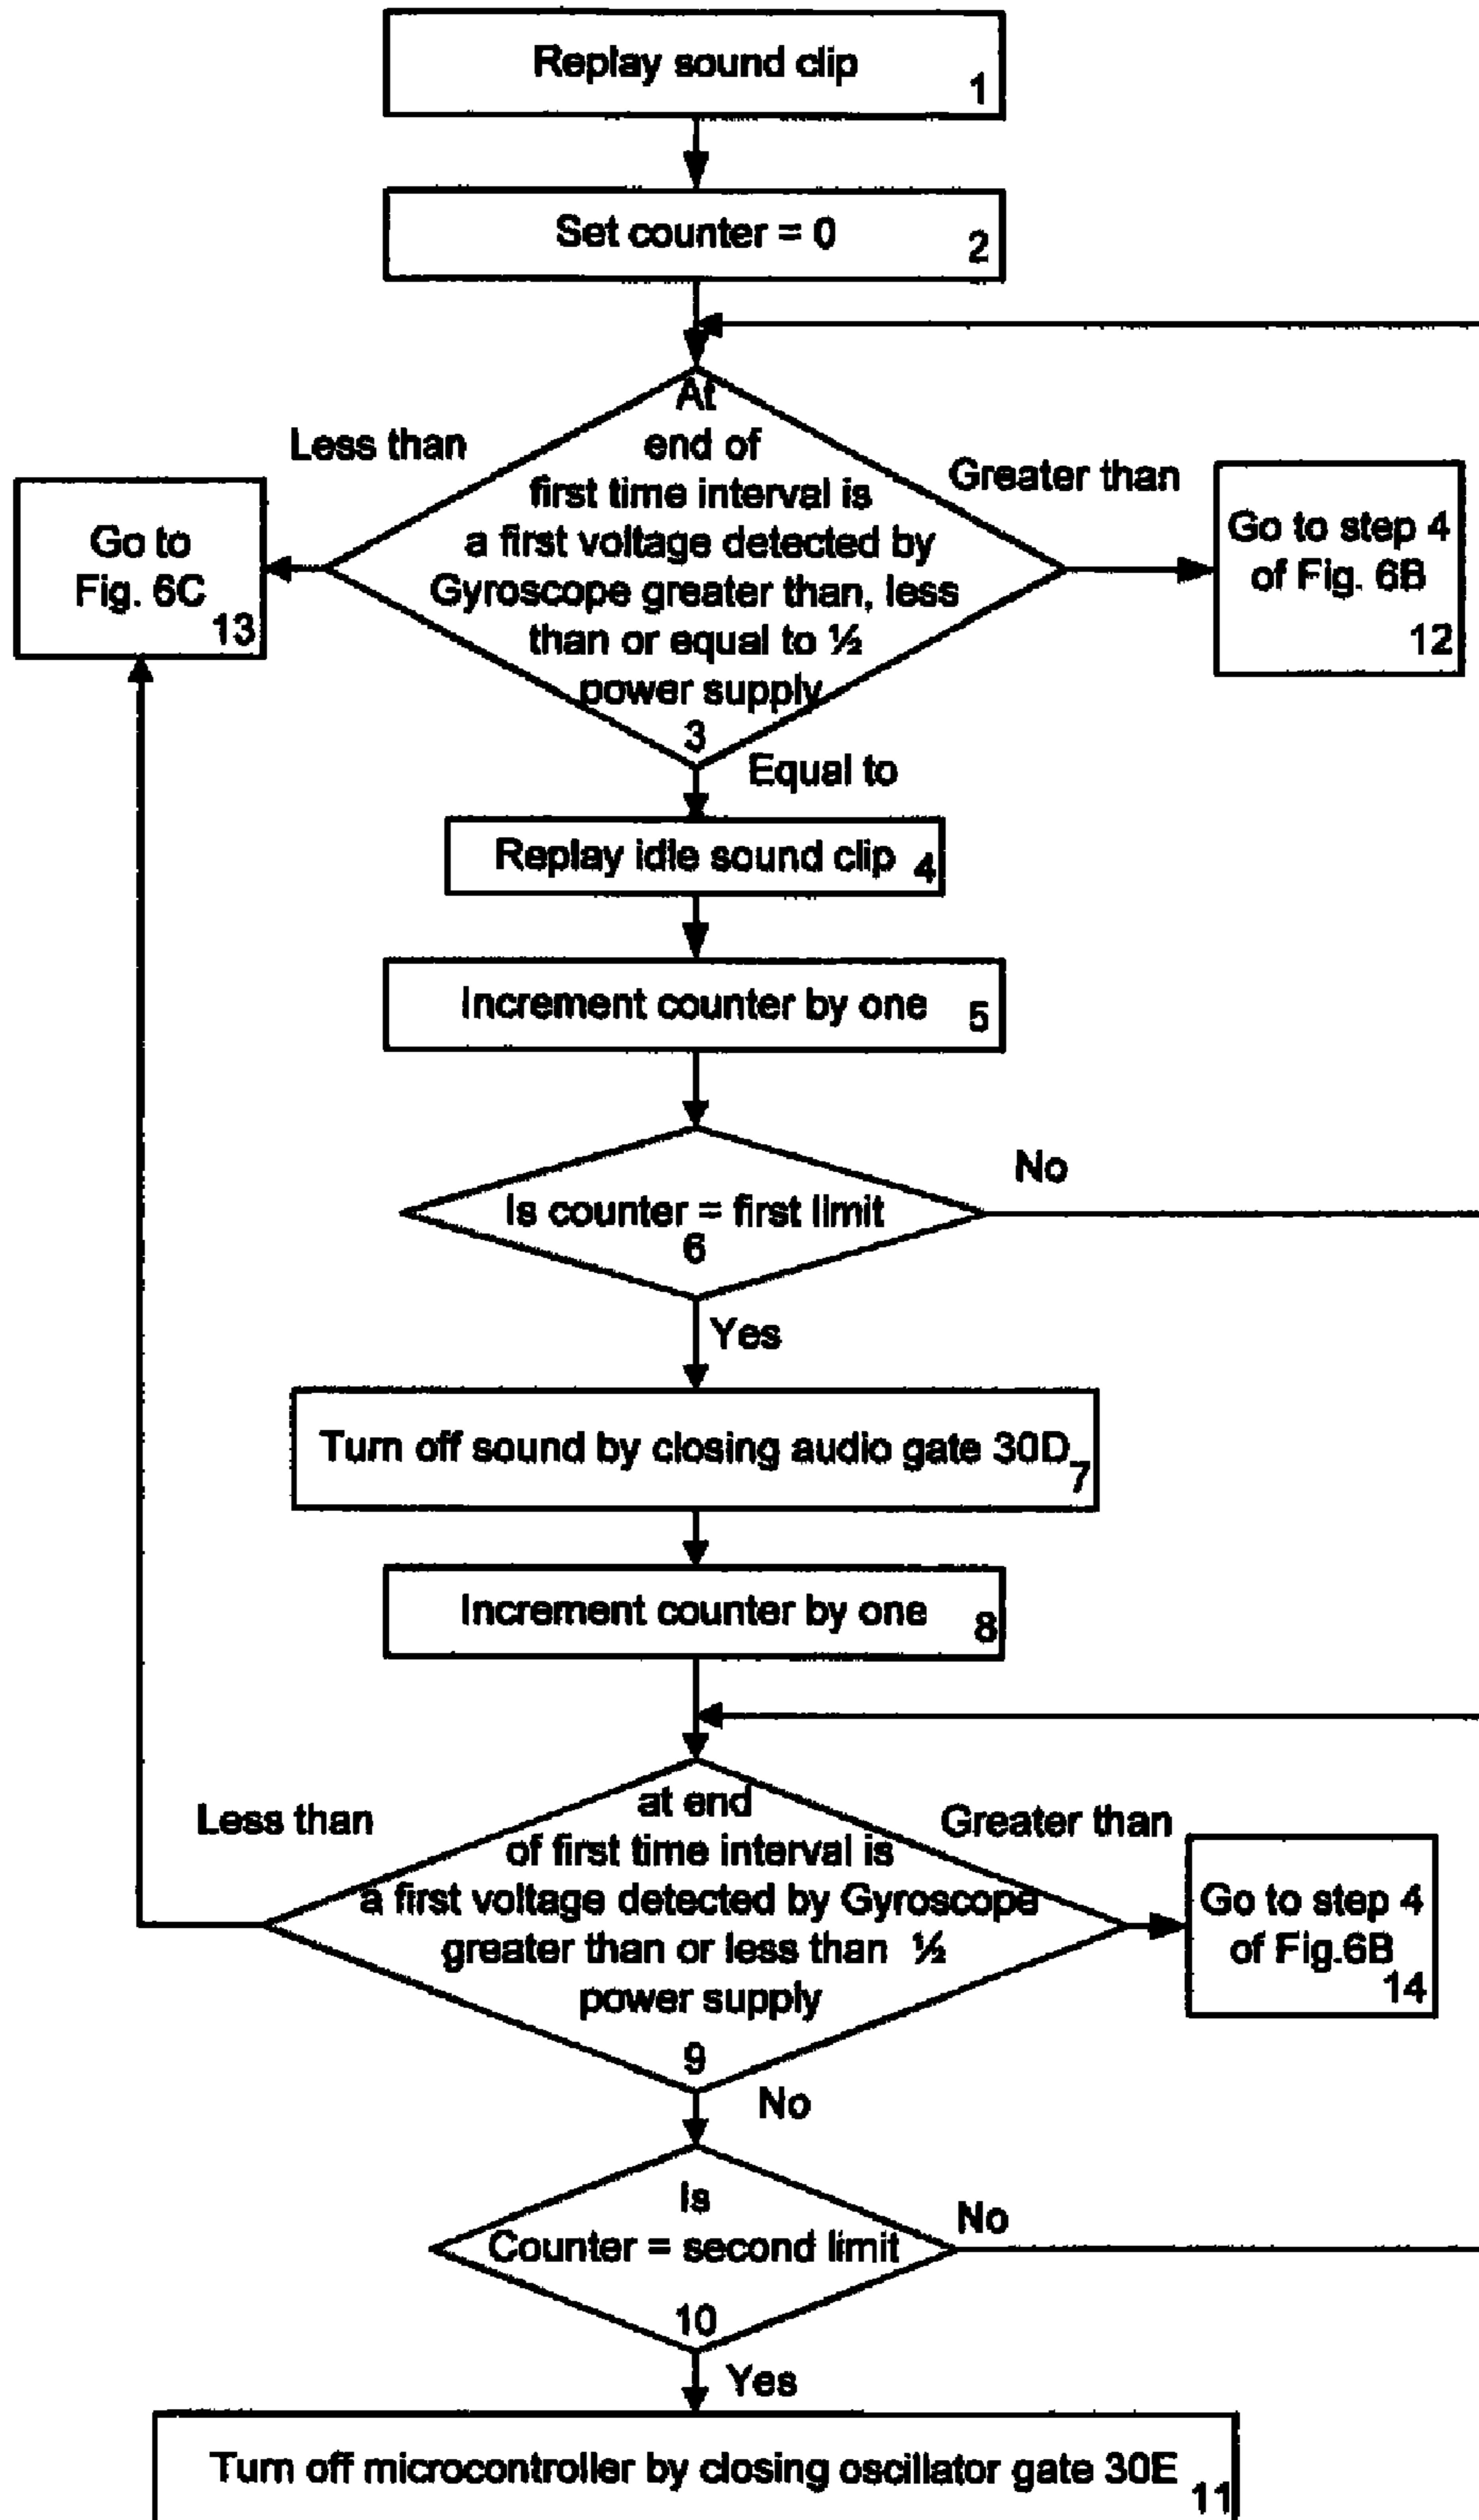 Replay sound clip
1
Set counter = 0
2
At
end of
first time interval is
a first voltage detected by
Gyroscope greater than, less
than or equal to ½
power supply
3
Less than
Greater than
Go to
Fig. 6C
13
Go to step 4
of Fig. 6B
12
Equal to
Replay idle sound clip
4
Increment counter by one
5
Is counter = first limit
6
No
Yes
Turn off sound by closing audio gate 30D
7
Increment counter by one
8
at end
of first time interval is
a first voltage detected by Gyroscope
greater than or less than ½
power supply
9
Less than
Greater than
Go to step 4
of Fig.6B
14
No
Is
Counter = second limit
10
No
Yes
Turn off microcontroller by closing oscillator gate 30E
11